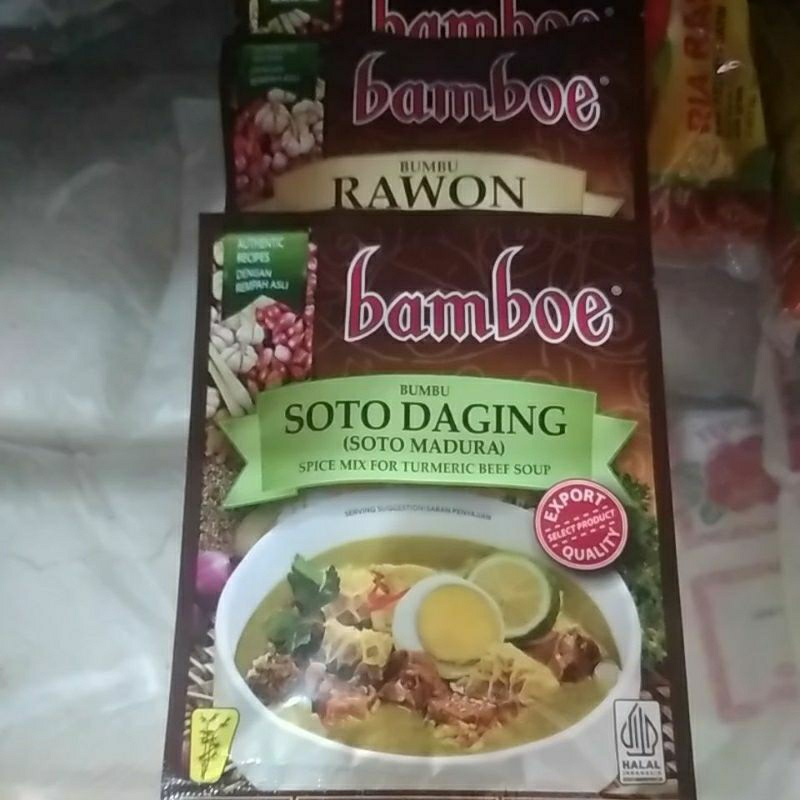 bamboe
bamboe
BUMBU
RAWON
AUTHENTIC
RECIPES
DENGAN
REMPAH ASLI
bamboe
BUMBU
SOTO DAGING
(SOTO MADURA)
SPICE MIX FOR TURMERIC BEEF SOUP
SERVING SUGGESTION/SARAN PENYAJIAN
EXPORT
SELECT PRODUCT
QUALITY
HALAL
INDONESIA